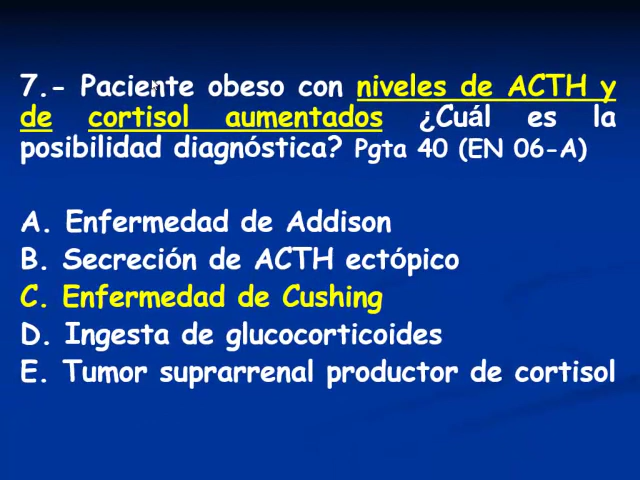 7.- Paciente obeso con niveles de ACTH y
de cortisol aumentados ¿Cuál es la
posibilidad diagnóstica? Pgta 40 (EN 06-A)
A. Enfermedad de Addison
B. Secreción de ACTH ectópico
C. Enfermedad de Cushing
D. Ingesta de glucocorticoides
E. Tumor suprarrenal productor de cortisol